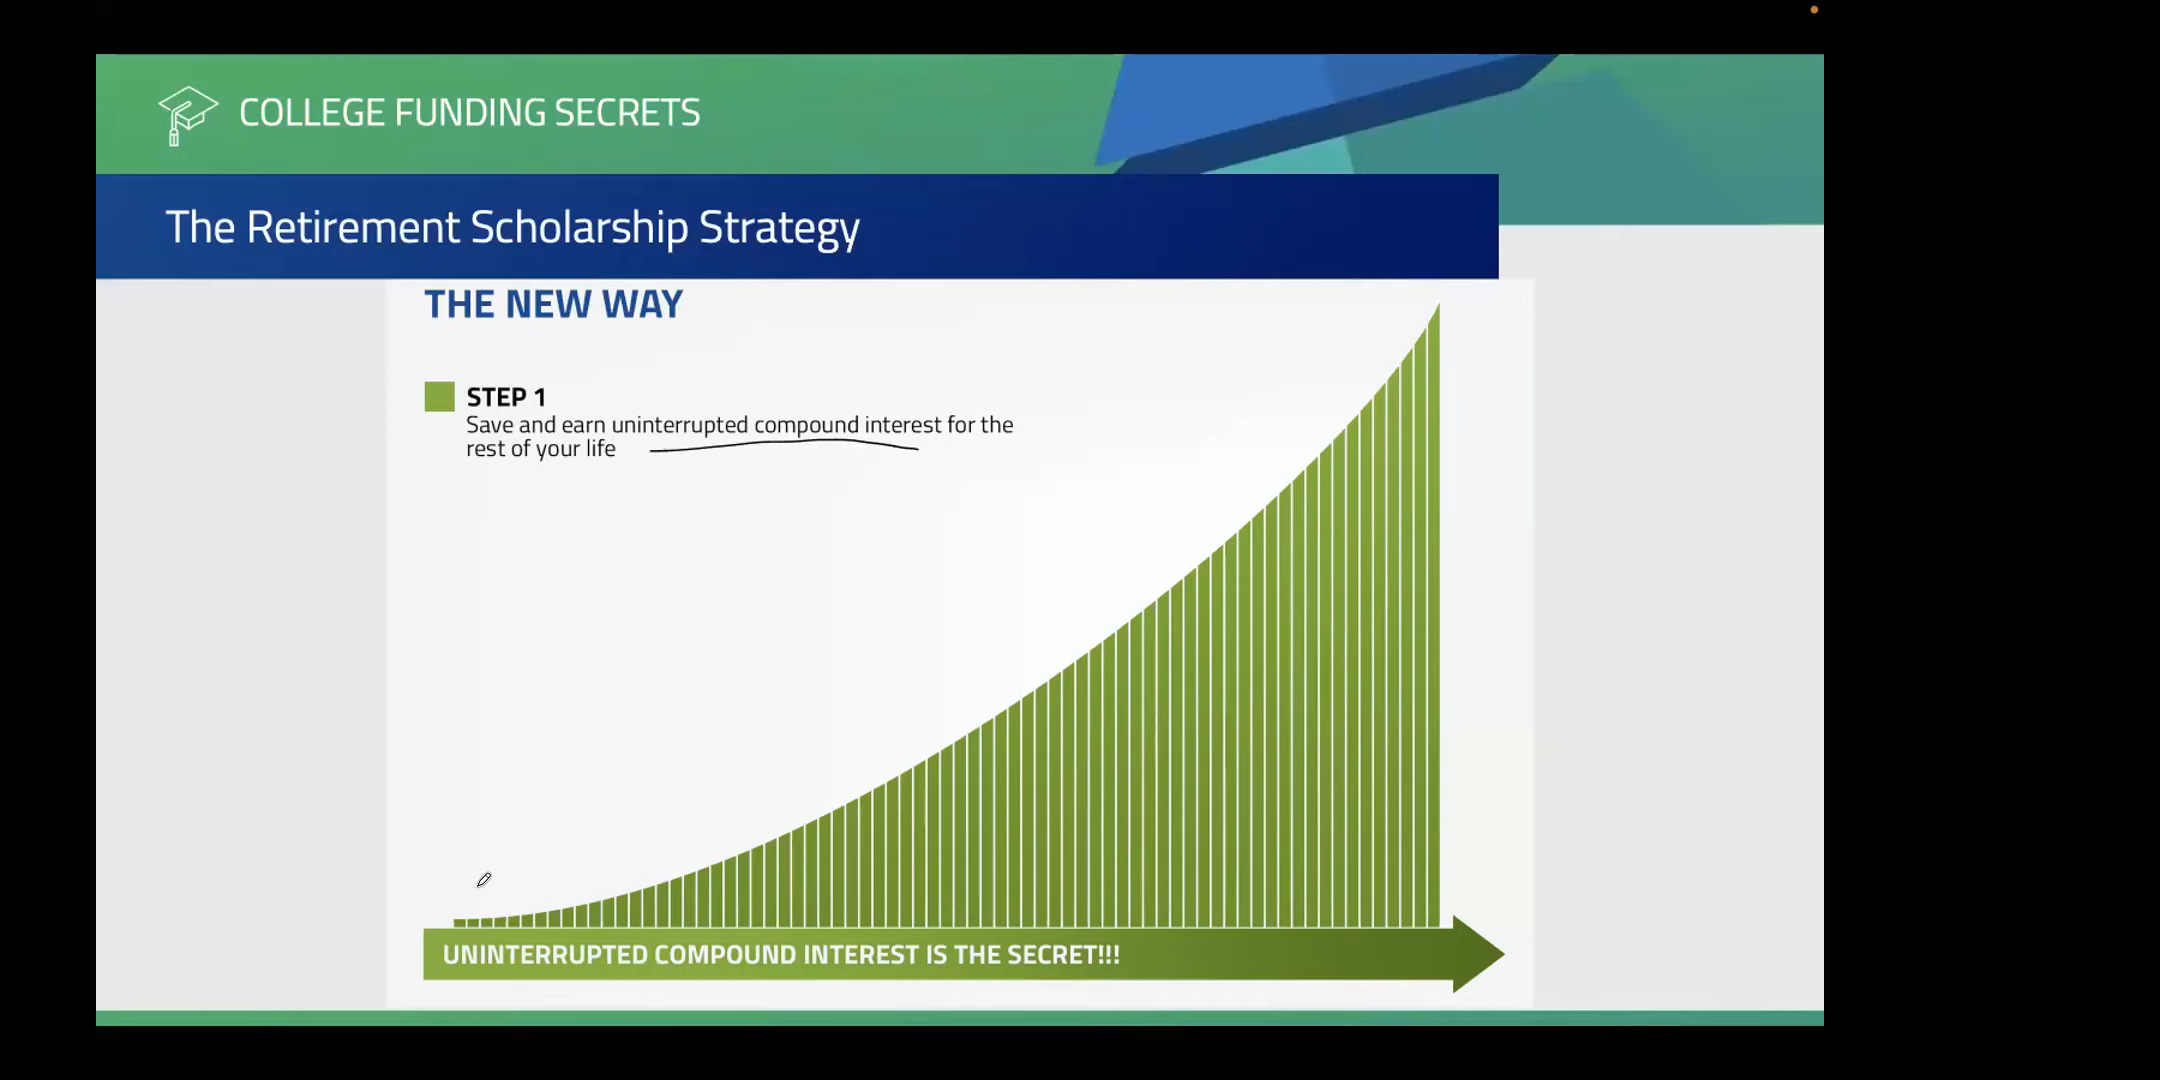 COLLEGE FUNDING SECRETS
The Retirement Scholarship Strategy
THE NEW WAY
STEP 1
Save and earn uninterrupted compound interest for the
rest of your life
UNINTERRUPTED COMPOUND INTEREST IS THE SECRET!!!